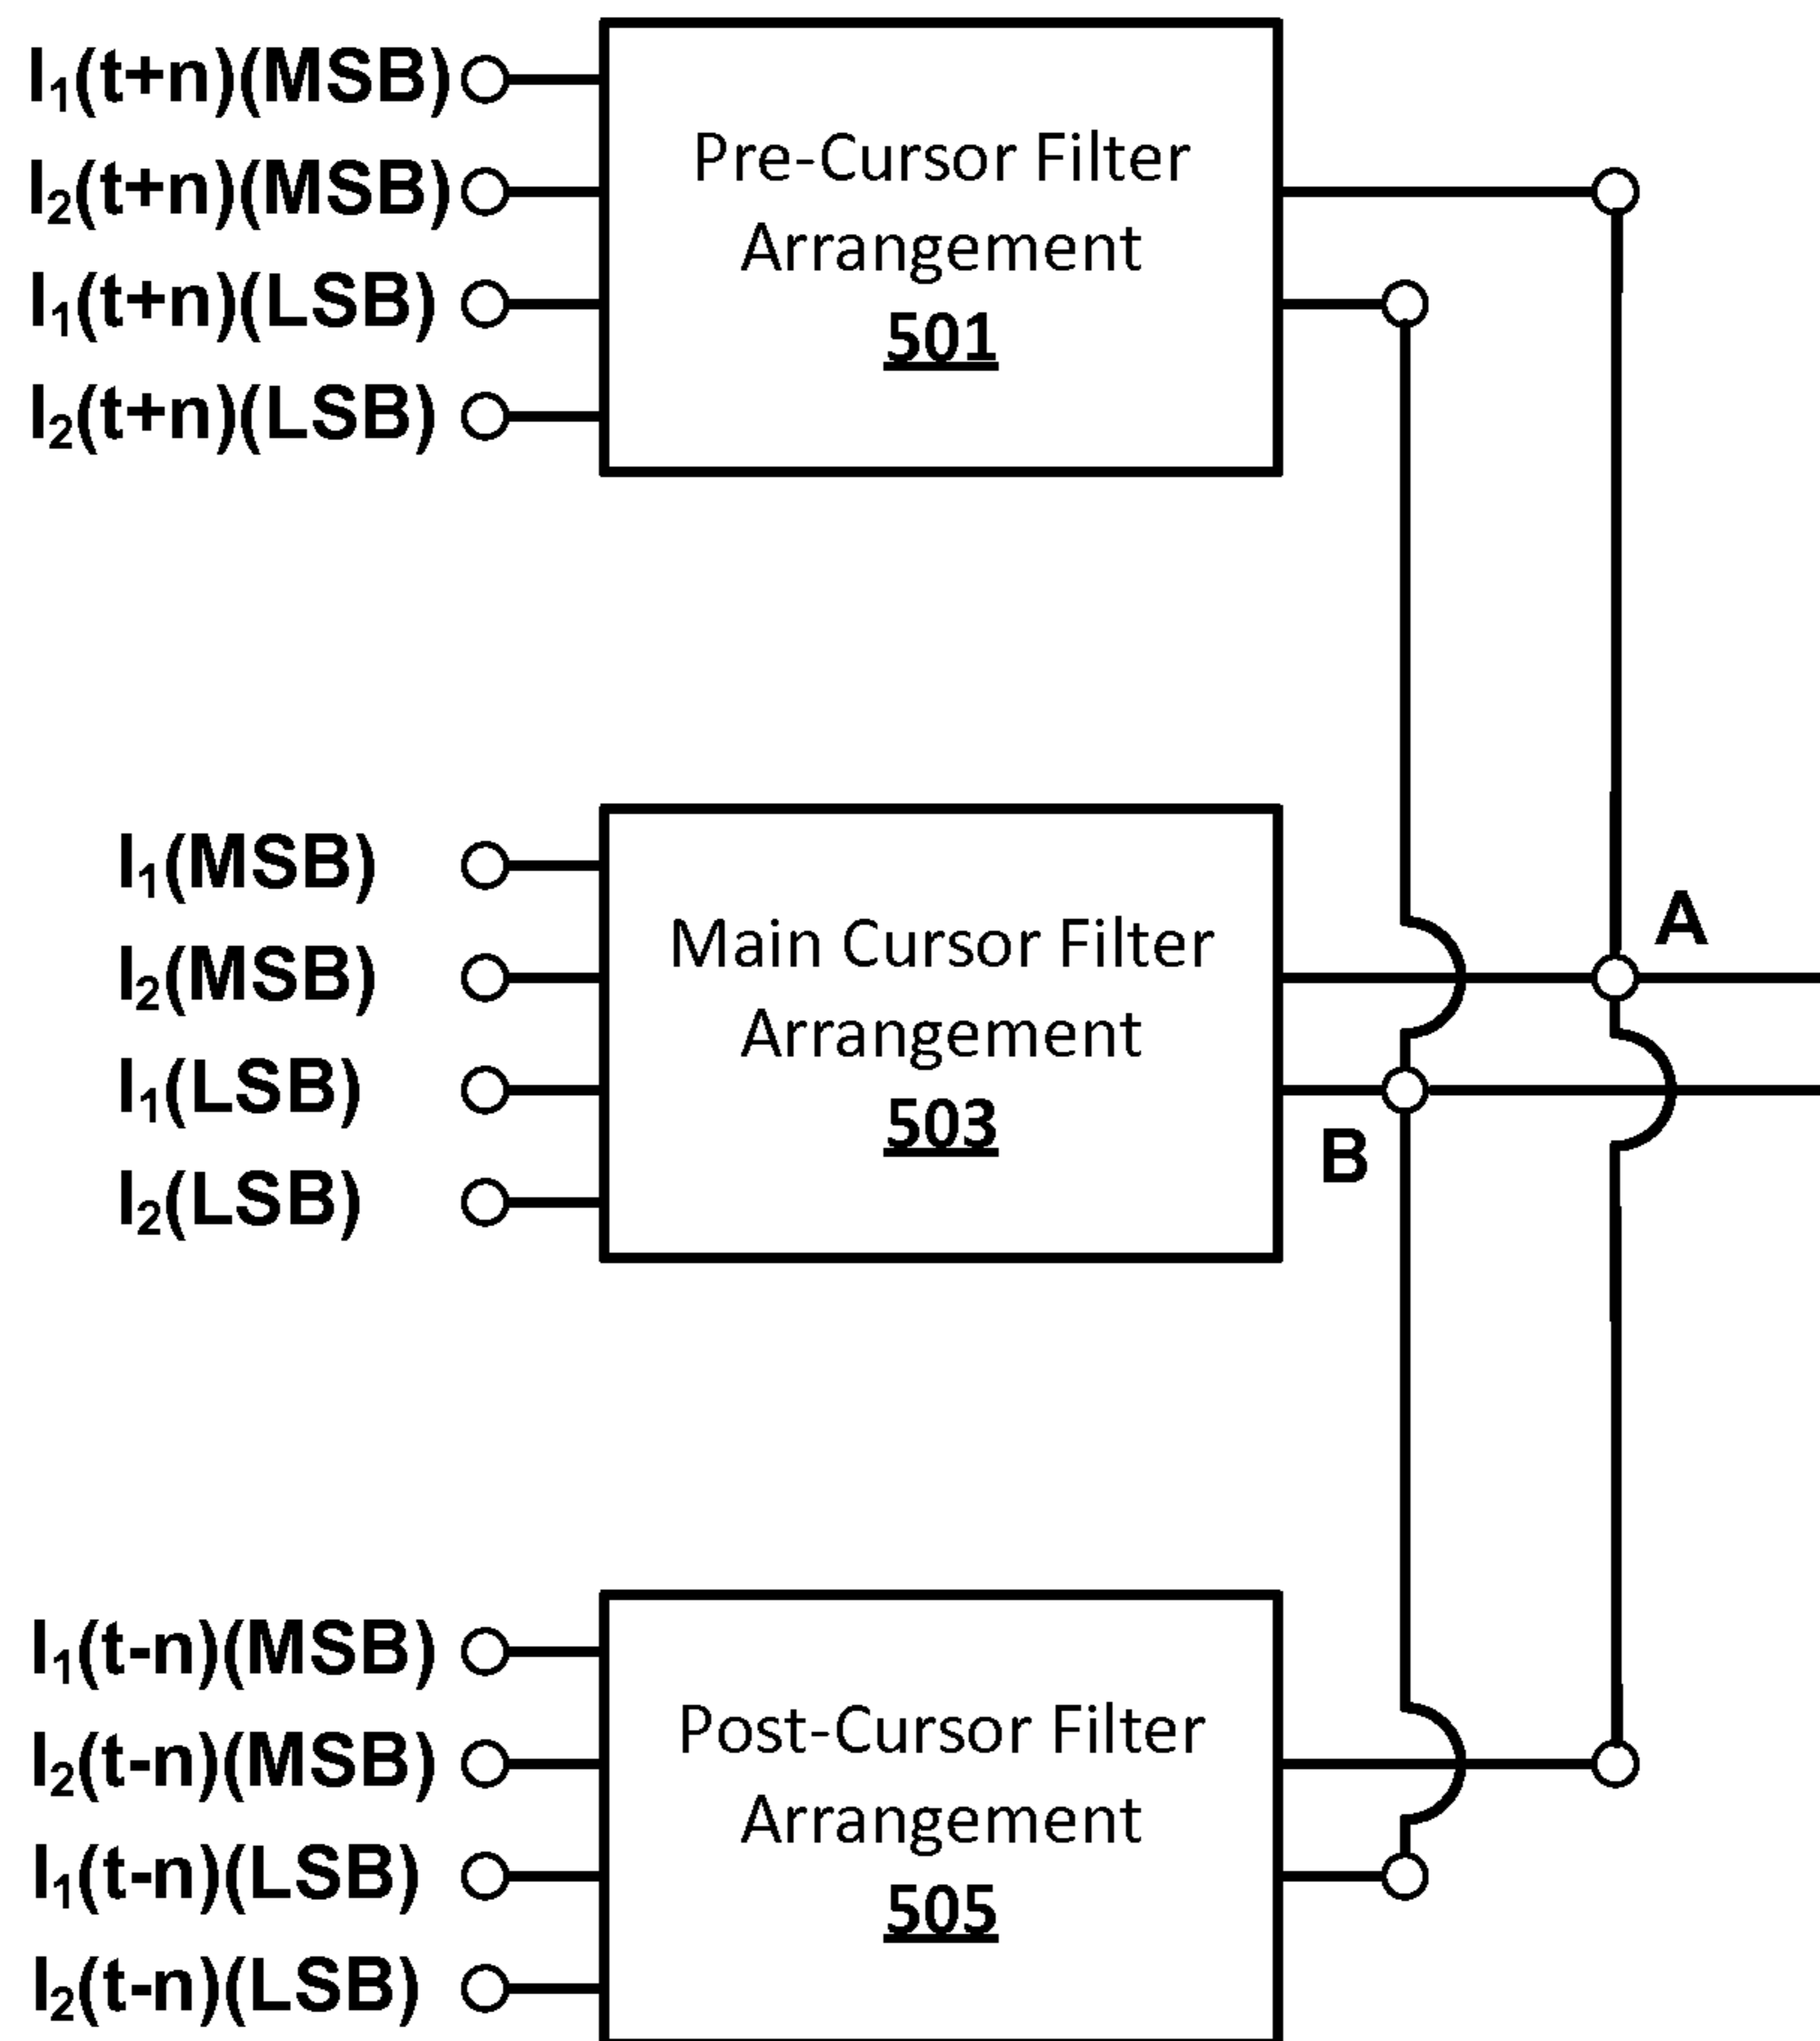 I₁(t+n)(MSB)
I₂(t+n)(MSB)
I₁(t+n)(LSB)
I₂(t+n)(LSB)
Pre-Cursor Filter
Arrangement
501
I₁(MSB)
I₂(MSB)
I₁(LSB)
I₂(LSB)
Main Cursor Filter
Arrangement
503
A
B
I₁(t-n)(MSB)
I₂(t-n)(MSB)
I₁(t-n)(LSB)
I₂(t-n)(LSB)
Post-Cursor Filter
Arrangement
505